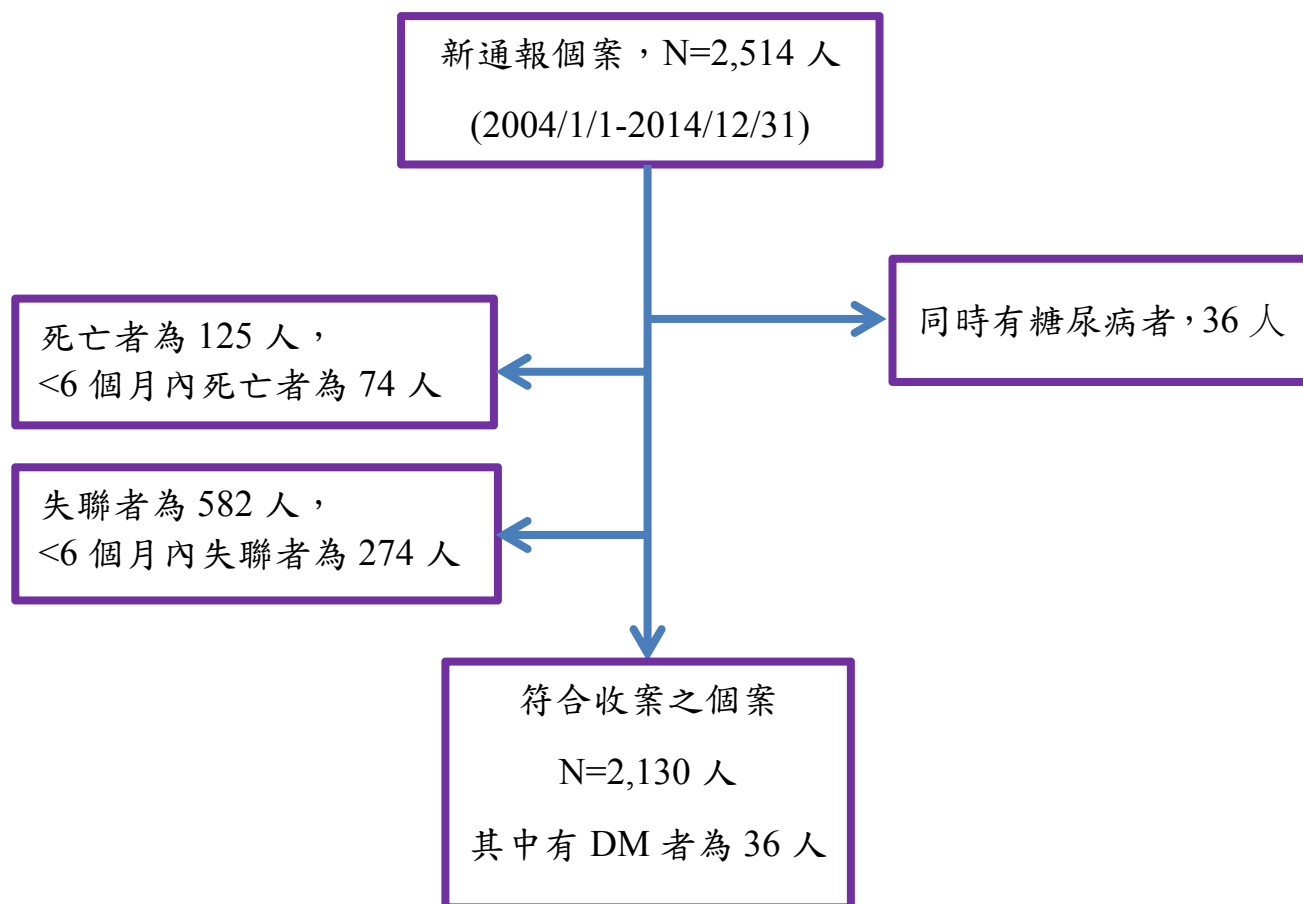 新通報個案，N=2,514 人
(2004/1/1-2014/12/31)
同時有糖尿病者，36 人
死亡者為 125 人，
<6 個月內死亡者為 74 人
失聯者為 582 人，
<6 個月內失聯者為 274 人
符合收案之個案
N=2,130 人
其中有 DM 者為 36 人